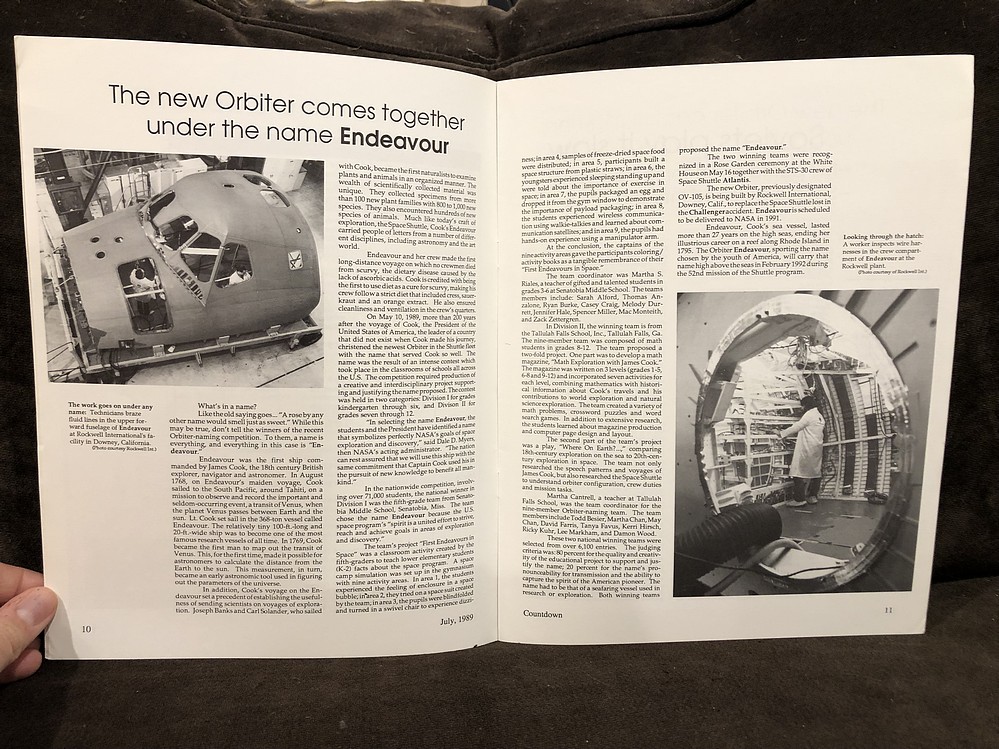 The new Orbiter comes together
under the name Endeavour
The work goes on under any
name: Technicians braze
fluid lines in the upper for-
ward fuselage of Endeavour
at Rockwell International's fa-
cility in Downey, California.
(Photo courtesy Rockwell Int.)
What's in a name?
Like the old saying goes... "A rose by any
other name would smell just as sweet." While this
may be true, don't tell the winners of the recent
Orbiter-naming competition. To them, a name is
everything, and everything in this case is "En-
deavour."
Endeavour was the first ship com-
manded by James Cook, the 18th century British
explorer, navigator and astronomer. In August
1768, on Endeavour's maiden voyage, Cook
sailed to the South Pacific, around Tahiti, on a
mission to observe and record the important and
seldom-occurring event, a transit of Venus, when
the planet Venus passes between Earth and the
sun. Lt. Cook set sail in the 368-ton vessel called
Endeavour. The relatively tiny 100-ft.-long and
20-ft.-wide ship was to become one of the most
famous research vessels of all time. In 1769, Cook
became the first man to map out the transit of
Venus. This, for the first time, made it possible for
astronomers to calculate the distance from the
Earth to the sun. This measurement, in turn,
became an early astronomic tool used in figuring
out the parameters of the universe.
In addition, Cook's voyage on the En-
deavour set a precedent of establishing the useful-
ness of sending scientists on voyages of explora-
tion. Joseph Banks and Carl Solander, who sailed
with Cook, became the first naturalists to examine
plants and animals in an organized manner. The
wealth of scientifically collected material was
unique. They collected specimens from more
than 100 new plant families with 800 to 1,000 new
species. They also encountered hundreds of new
species of animals. Much like today's craft of
exploration, the Space Shuttle, Cook's Endeavour
carried people of letters from a number of differ-
ent disciplines, including astronomy and the art
world.
Endeavour and her crew made the first
long-distance voyage on which no crewmen died
from scurvy, the dietary disease caused by the
lack of ascorbic acids. Cook is credited with being
the first to use diet as a cure for scurvy, making his
crew follow a strict diet that included cress, sauer-
kraut and an orange extract. He also ensured
cleanliness and ventilation in the crew's quarters.
On May 10, 1989, more than 200 years
after the voyage of Cook, the President of the
United States of America, the leader of a country
that did not exist when Cook made his journey,
christened the newest Orbiter in the Shuttle fleet
with the name that served Cook so well. The
name was the result of an intense contest which
took place in the classrooms of schools all across
the U.S. The competition required production of
a creative and interdisciplinary project support-
ing and justifying the name proposed. The contest
was held in two categories: Division I for grades
kindergarten through six, and Division II for
grades seven through 12.
"In selecting the name Endeavour, the
students and the President have identified a name
that symbolizes perfectly NASA's goals of space
exploration and discovery," said Dale D. Myers,
then NASA's acting administrator. "The nation
can rest assured that we will use this ship with the
same commitment that Captain Cook used his in
the pursuit of new knowledge to benefit all man-
kind."
In the nationwide competition, involv-
ing over 71,000 students, the national winner in
Division I was the fifth-grade team from Senato-
bia Middle School, Senatobia, Miss. The pupils
chose the name Endeavour because the U.S.
space program's "spirit is a united effort to strive,
reach and achieve goals in areas of exploration
and discovery."
The team's project "First Endeavours in
Space" was a classroom activity created by the
fifth-graders to teach lower elementary students
(K-2) facts about the space program. A space
camp simulation was set up in the gymnasium
with nine activity areas. In area 1, the students
experienced the feeling of enclosure in a space
bubble; in area 2, they tried on a space suit created
by the team; in area 3, the pupils were blindfolded
and turned in a swivel chair to experience dizzi-
10
July, 1989
ness; in area 4, samples of freeze-dried space food
were distributed; in area 5, participants built a
space structure from plastic straws; in area 6, the
youngsters experienced sleeping standing up and
were told about the importance of exercise in
space; in area 7, the pupils packaged an egg and
dropped it from the gym window to demonstrate
the importance of payload packaging; in area 8,
the students experienced wireless communica-
tion using walkie-talkies and learned about com-
munication satellites; and in area 9, the pupils had
hands-on experience using a manipulator arm.
At the conclusion, the captains of the
nine activity areas gave the participants coloring/
activity books as a tangible remembrance of their
"First Endeavours in Space."
The team coordinator was Martha S.
Riales, a teacher of gifted and talented students in
grades 3-6 at Senatobia Middle School. The teams
members include: Sarah Alford, Thomas An-
zalone, Ryan Burke, Casey Craig, Melody Dur-
rett, Jennifer Hale, Spencer Miller, Mac Monteith,
and Zack Zettergren.
In Division II, the winning team is from
the Tallulah Falls School, Inc., Tallulah Falls, Ga.
The nine-member team was composed of math
students in grades 8-12. The team proposed a
two-fold project. One part was to develop a math
magazine, "Math Exploration with James Cook."
The magazine was written on 3 levels (grades 1-5,
6-8 and 9-12) and incorporated seven activities for
each level, combining mathematics with histori-
cal information about Cook's travels and his
contributions to world exploration and natural
science exploration. The team created a variety of
math problems, crossword puzzles and word
search games. In addition to extensive research,
the students learned about magazine production
and computer page design and layout.
The second part of the team's project
was a play, "Where On Earth?...," comparing
18th-century exploration on the sea to 20th-cen-
tury exploration in space. The team not only
researched the speech patterns and voyages of
James Cook, but also researched the Space Shuttle
to understand orbiter configuration, crew duties
and mission tasks.
Martha Cantrell, a teacher at Tallulah
Falls School, was the team coordinator for the
nine-member Orbiter-naming team. The team
members include Todd Besier, Martha Chan, May
Chan, David Farris, Tanya Favus, Kerri Hirsch,
Ricky Kuhr, Lee Markham, and Damon Wood.
These two national winning teams were
selected from over 6,100 entries. The judging
criteria was: 80 percent for the quality and creativ-
ity of the educational project to support and jus-
tify the name; 20 percent for the name's pro-
nounceability for transmission and the ability to
capture the spirit of the American pioneer. The
name had to be that of a seafaring vessel used in
research or exploration. Both winning teams
proposed the name "Endeavour."
The two winning teams were recog-
nized in a Rose Garden ceremony at the White
House on May 16 together with the STS-30 crew of
Space Shuttle Atlantis.
The new Orbiter, previously designated
OV-105, is being built by Rockwell International,
Downey, Calif., to replace the Space Shuttle lost in
the Challenger accident. Endeavour is scheduled
to be delivered to NASA in 1991.
Endeavour, Cook's sea vessel, lasted
more than 27 years on the high seas, ending her
illustrious career on a reef along Rhode Island in
1795. The Orbiter Endeavour, sporting the name
chosen by the youth of America, will carry that
name high above the seas in February 1992 during
the 52nd mission of the Shuttle program.
Looking through the hatch:
A worker inspects wire har-
nesses in the crew compart-
ment of Endeavour at the
Rockwell plant.
(Photo courtesy of Rockwell Int.)
Countdown
11